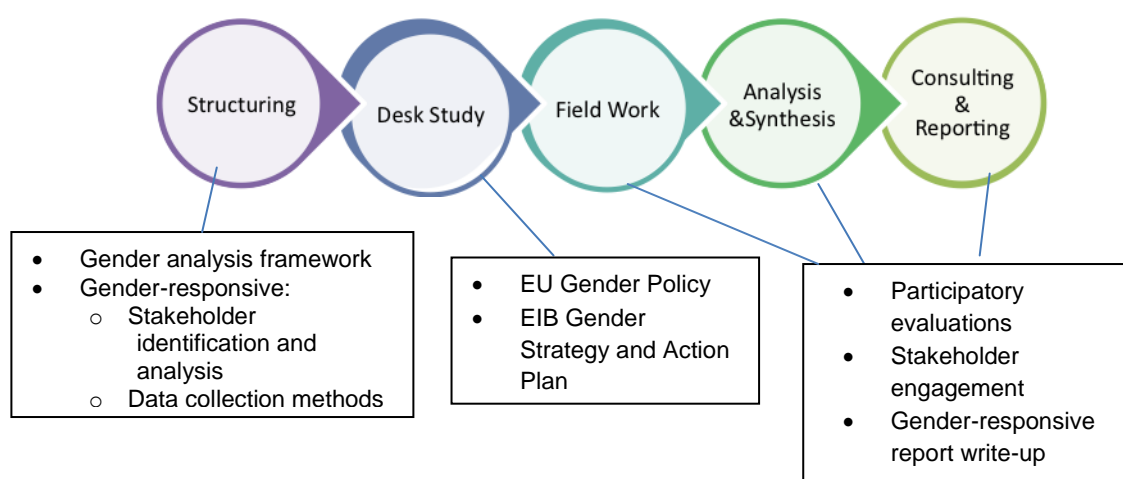 Structuring
Desk Study
Field Work
Analysis
&Synthesis
Consulting
&
Reporting
• Gender analysis framework
• Gender-responsive:
o Stakeholder
identification and
analysis
o Data collection methods
• EU Gender Policy
• EIB Gender
Strategy and Action
Plan
• Participatory
evaluations
• Stakeholder
engagement
• Gender-responsive
report write-up